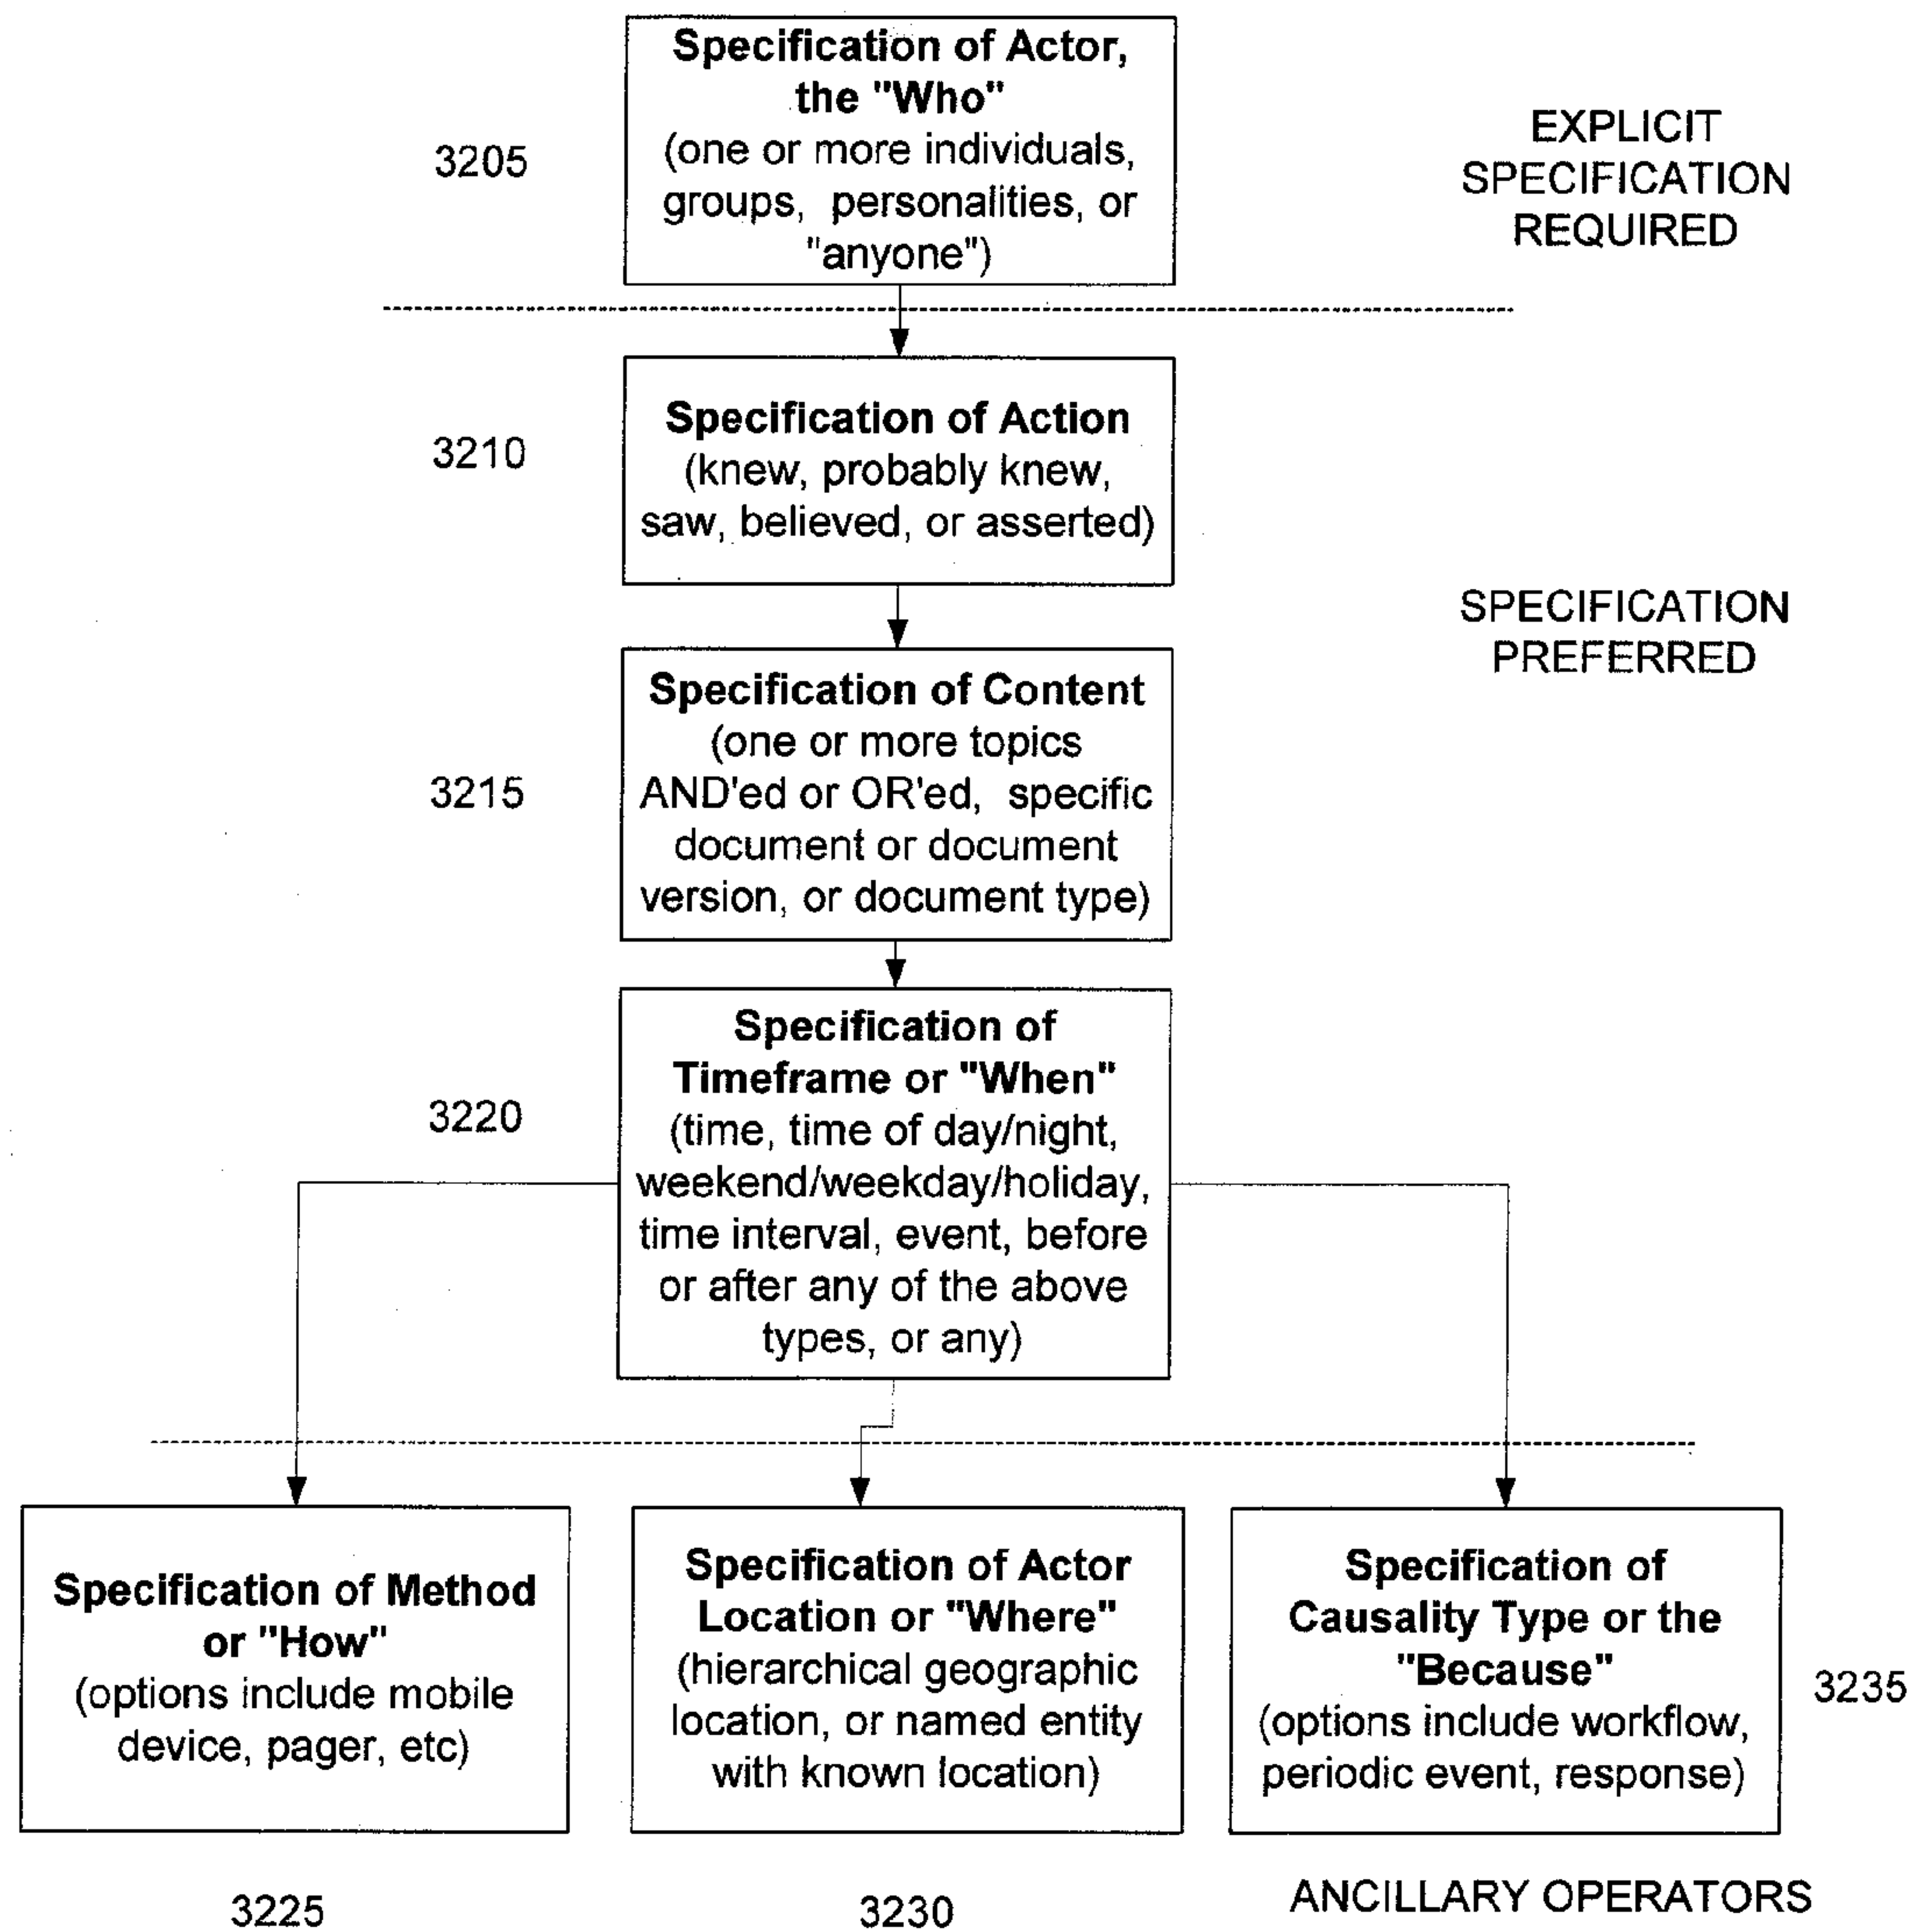 Specification of Actor,
the "Who"
(one or more individuals,
groups, personalities, or
"anyone")
3205
EXPLICIT
SPECIFICATION
REQUIRED
Specification of Action
(knew, probably knew,
saw, believed, or asserted)
3210
SPECIFICATION
PREFERRED
Specification of Content
(one or more topics
AND'ed or OR'ed, specific
document or document
version, or document type)
3215
Specification of
Timeframe or "When"
(time, time of day/night,
weekend/weekday/holiday,
time interval, event, before
or after any of the above
types, or any)
3220
Specification of Method
or "How"
(options include mobile
device, pager, etc)
3225
Specification of Actor
Location or "Where"
(hierarchical geographic
location, or named entity
with known location)
3230
Specification of
Causality Type or the
"Because"
(options include workflow,
periodic event, response)
3235
ANCILLARY OPERATORS